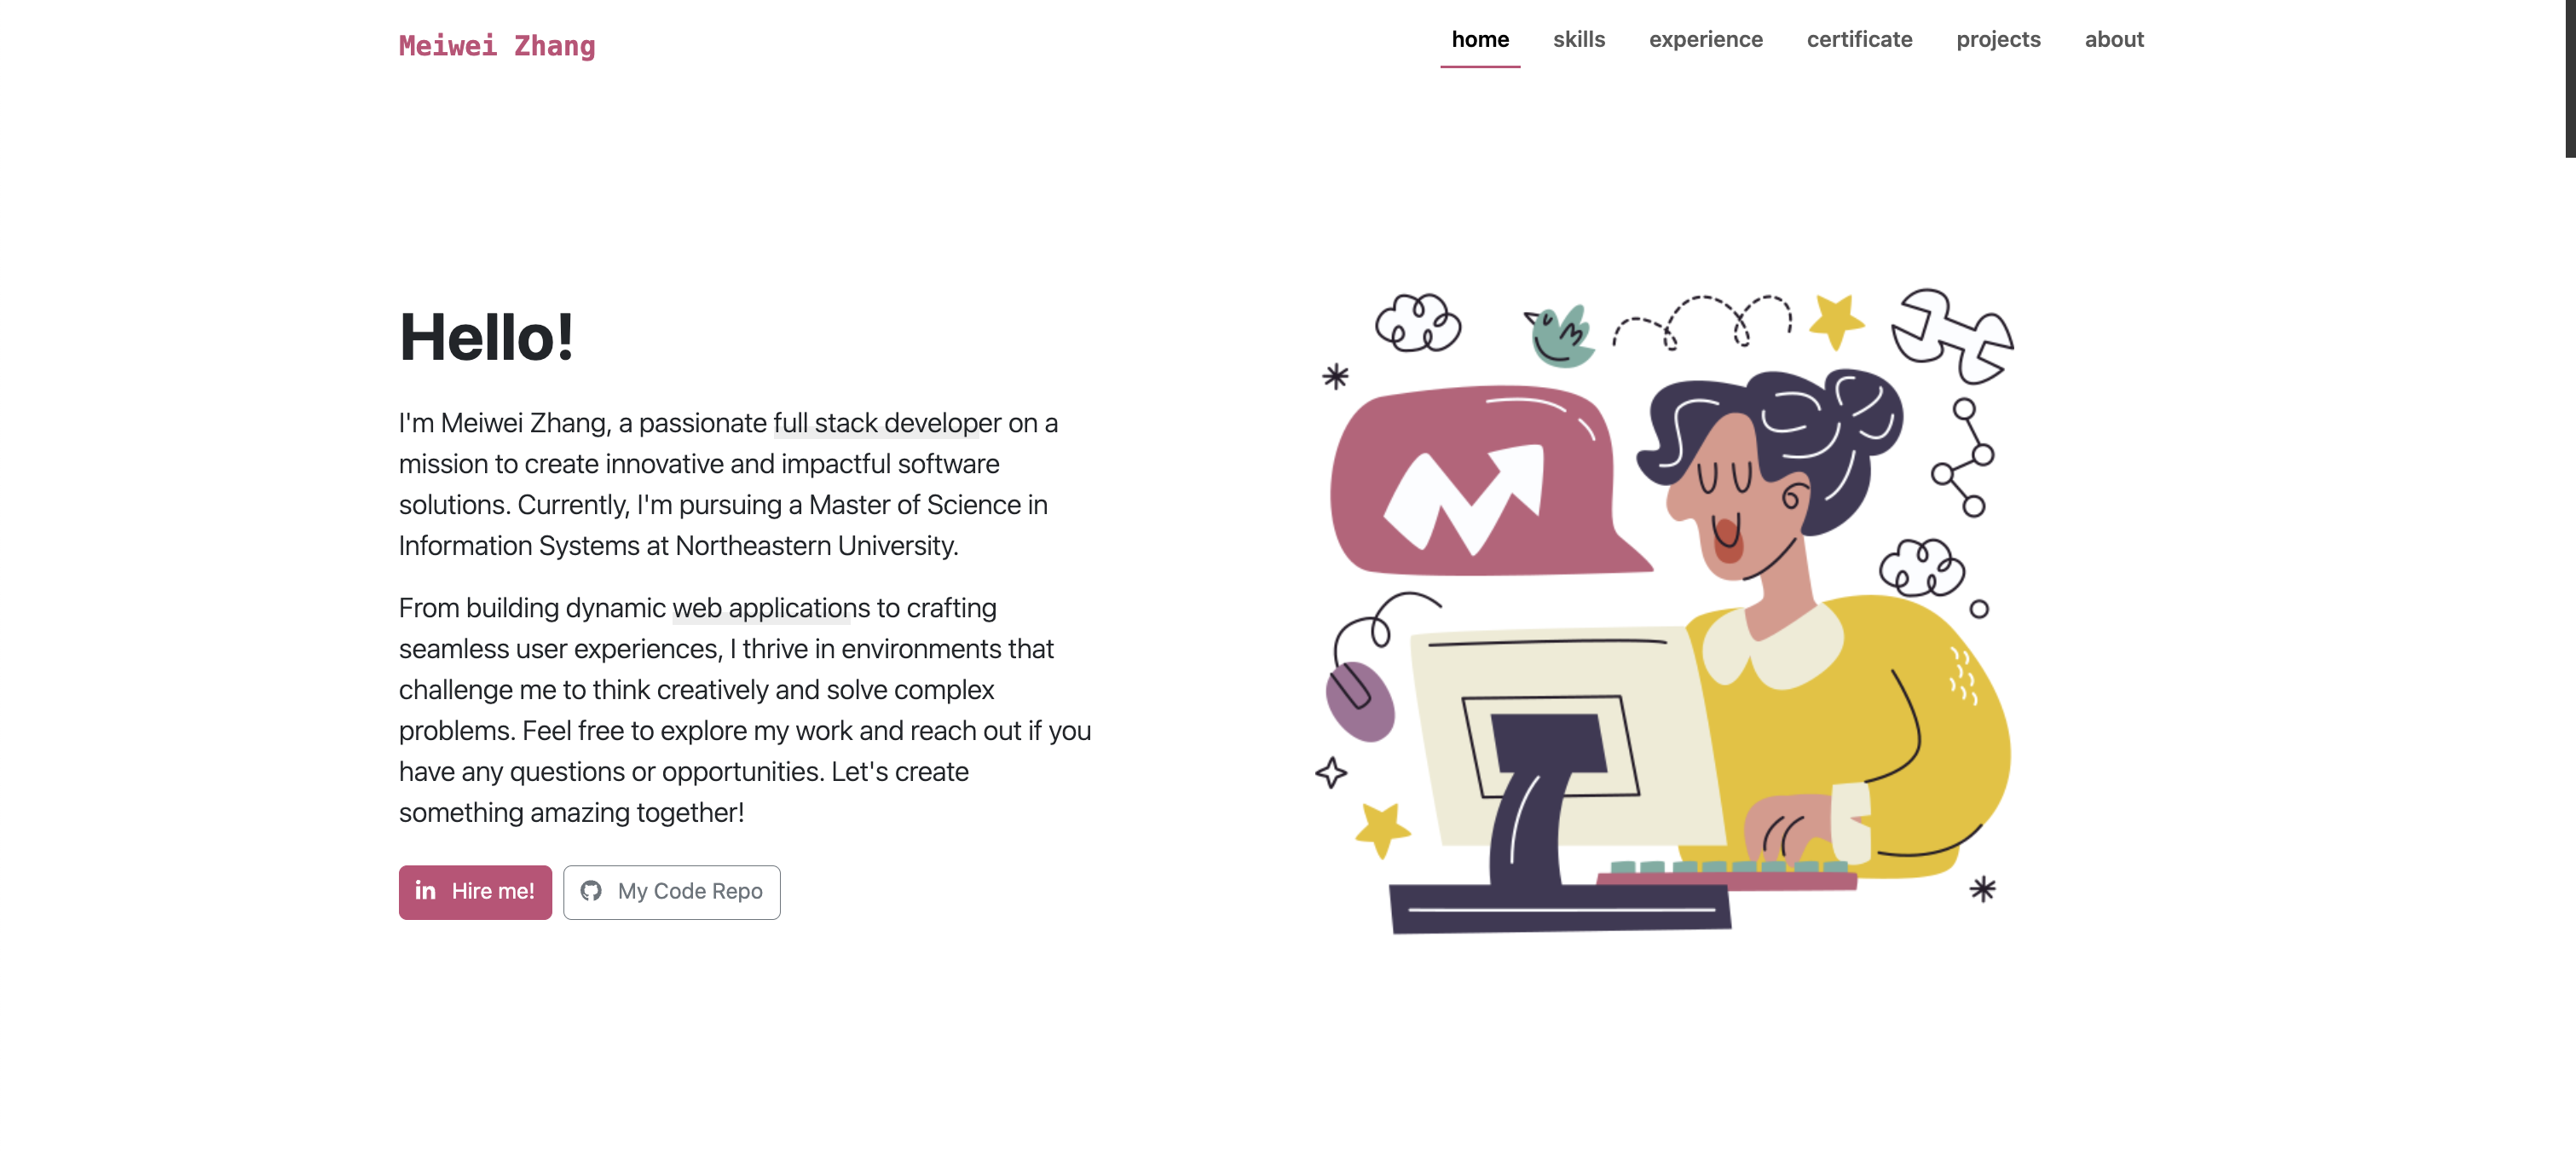 Meiwei Zhang
home skills experience certificate projects about
Hello!
I'm Meiwei Zhang, a passionate full stack developer on a
mission to create innovative and impactful software
solutions. Currently, I'm pursuing a Master of Science in
Information Systems at Northeastern University.
From building dynamic web applications to crafting
seamless user experiences, I thrive in environments that
challenge me to think creatively and solve complex
problems. Feel free to explore my work and reach out if you
have any questions or opportunities. Let's create
something amazing together!
in Hire me! My Code Repo